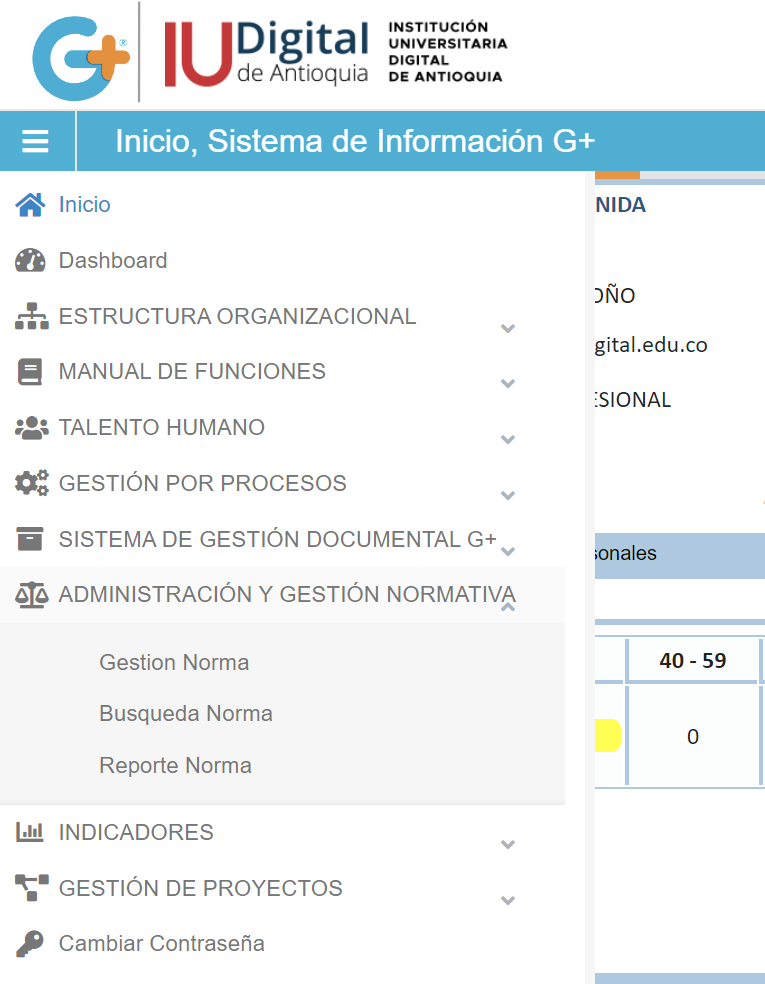 G+®
IUDigital
de Antioquia
INSTITUCIÓN
UNIVERSITARIA
DIGITAL
DE ANTIOQUIA
Inicio, Sistema de Información G+
Inicio
NIDA
Dashboard
OÑO
ESTRUCTURA ORGANIZACIONAL
gital.edu.co
MANUAL DE FUNCIONES
ESIONAL
TALENTO HUMANO
GESTIÓN POR PROCESOS
SISTEMA DE GESTIÓN DOCUMENTAL G+
sonales
ADMINISTRACIÓN Y GESTIÓN NORMATIVA
Gestion Norma
40 - 59
Busqueda Norma
0
Reporte Norma
INDICADORES
GESTIÓN DE PROYECTOS
Cambiar Contraseña